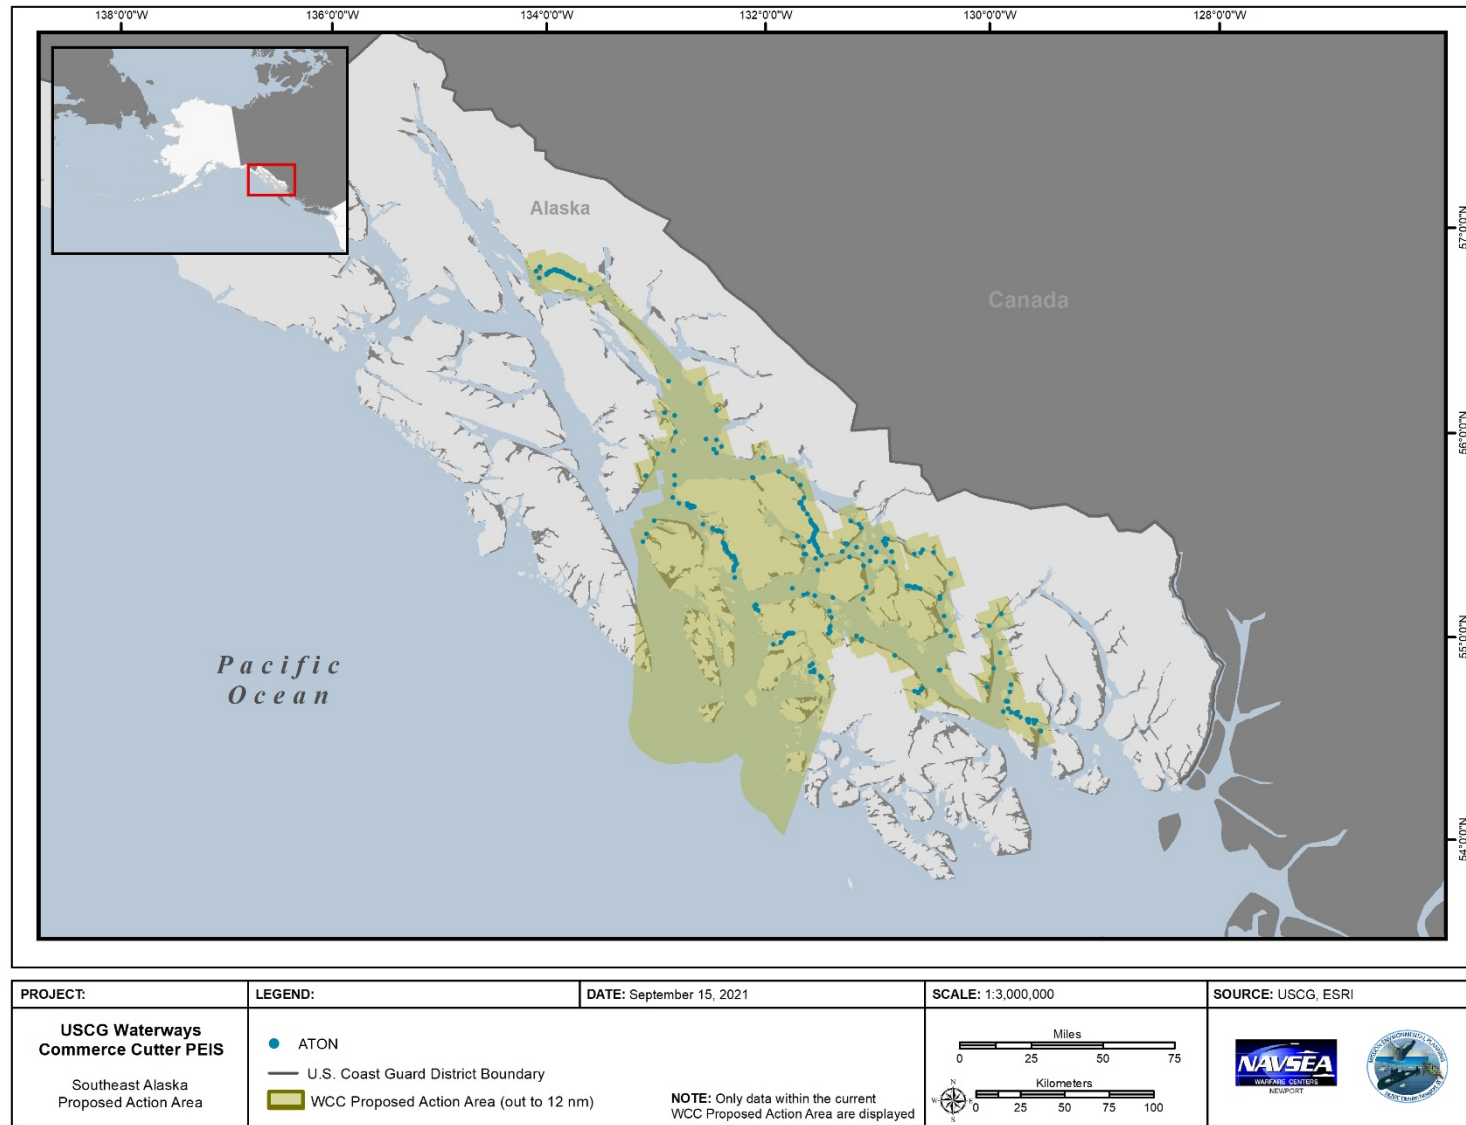 138°0'0"W
136°0'0"W
134°0'0"W
132°0'0"W
130°0'0"W
128°0'0"W
Alaska
57°0'0"N
Canada
56°0'0"N
55°0'0"N
Pacific
Ocean
54°0'0"N
PROJECT:
USCG Waterways
Commerce Cutter PEIS
Southeast Alaska
Proposed Action Area
LEGEND:
ATON
U.S. Coast Guard District Boundary
WCC Proposed Action Area (out to 12 nm)
DATE: September 15, 2021
NOTE: Only data within the current
WCC Proposed Action Area are displayed
SCALE: 1:3,000,000
Miles
0 25 50 75
Kilometers
0 25 50 75 100
N
W E
S
SOURCE: USCG, ESRI
NAVSEA
WARFARE CENTERS
NEWPORT
MISSION ENVIRONMENTAL PLANNING